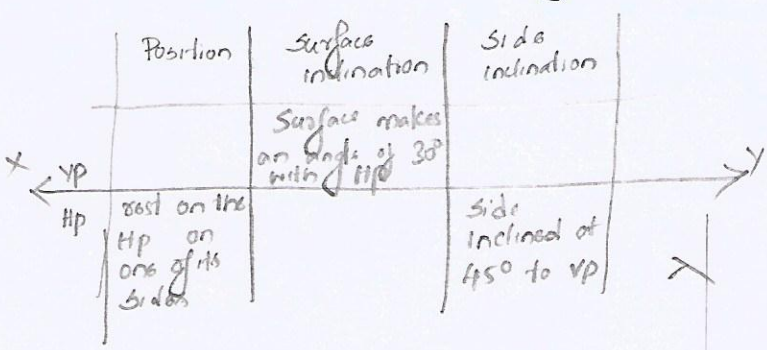 Position
Surface
inclination
Side
inclination
Surface makes
an angle of 30°
with Hp
X
VP
Y
Hp
rest on the
Hp on
one of its
sides
Side
inclined at
45° to VP